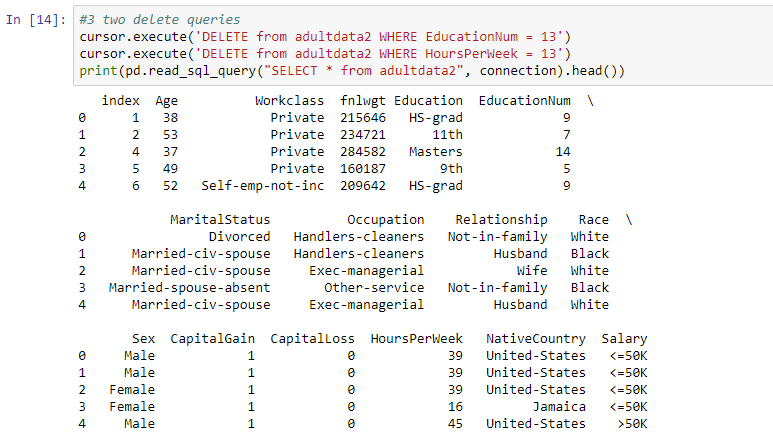 In [14]: #3 two delete queries
cursor.execute('DELETE from adultdata2 WHERE EducationNum = 13')
cursor.execute('DELETE from adultdata2 WHERE HoursPerWeek = 13')
print(pd.read_sql_query("SELECT * from adultdata2", connection).head())
index Age Workclass fnlwgt Education EducationNum \
0 1 38 Private 215646 HS-grad 9
1 2 53 Private 234721 11th 7
2 4 37 Private 284582 Masters 14
3 5 49 Private 160187 9th 5
4 6 52 Self-emp-not-inc 209642 HS-grad 9
MaritalStatus Occupation Relationship Race \
0 Divorced Handlers-cleaners Not-in-family White
1 Married-civ-spouse Handlers-cleaners Husband Black
2 Married-civ-spouse Exec-managerial Wife White
3 Married-spouse-absent Other-service Not-in-family Black
4 Married-civ-spouse Exec-managerial Husband White
Sex CapitalGain CapitalLoss HoursPerWeek NativeCountry Salary
0 Male 1 0 39 United-States <=50K
1 Male 1 0 39 United-States <=50K
2 Female 1 0 39 United-States <=50K
3 Female 1 0 16 Jamaica <=50K
4 Male 1 0 45 United-States >50K